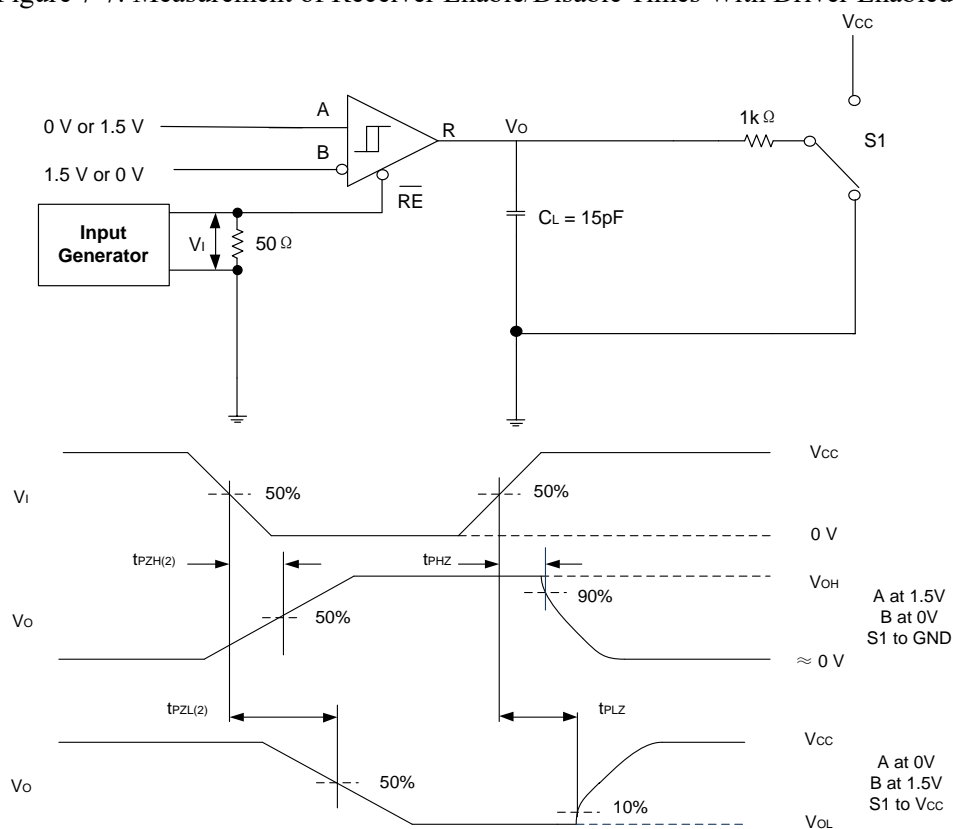 Figure 7-7. Measurement of Receiver Enable/Disable Times With Driver Enabled
VCC
A
0 V or 1.5 V
R
VO
1kΩ
S1
B
1.5 V or 0 V
RE
Input
Generator
VI
50Ω
CL = 15pF
VCC
VI
50%
50%
0 V
tPZH(2)
tPHZ
VOH
90%
A at 1.5V
B at 0V
S1 to GND
VO
50%
≈ 0 V
tPZL(2)
tPLZ
VCC
A at 0V
B at 1.5V
S1 to VCC
VO
50%
10%
VOL